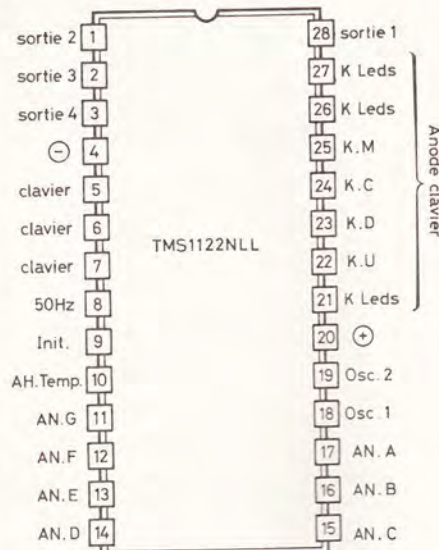 sortie 2 1
sortie 3 2
sortie 4 3
⊖ 4
clavier 5
clavier 6
clavier 7
50Hz 8
Init. 9
AH.Temp. 10
AN.G 11
AN.F 12
AN.E 13
AN.D 14
TMS1122NLL
28 sortie 1
27 K Leds
26 K Leds
25 K.M
24 K.C
23 K.D
22 K.U
21 K Leds
20 ⊕
19 Osc. 2
18 Osc. 1
17 AN. A
16 AN. B
15 AN. C
Anode clavier